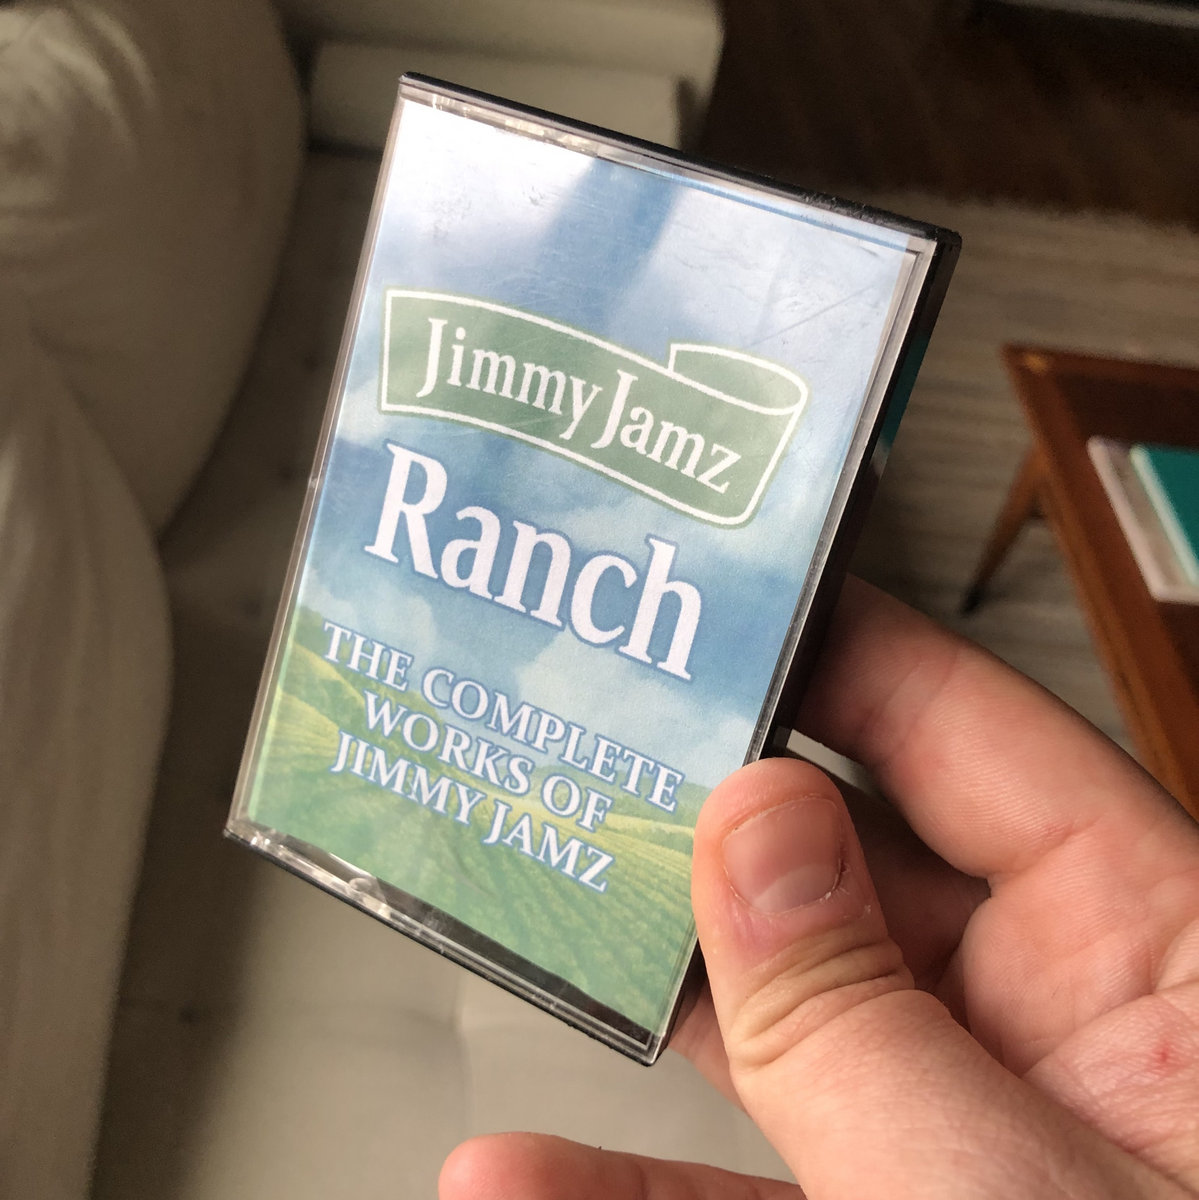 Jimmy Jamz
Ranch
THE COMPLETE
WORKS OF
JIMMY JAMZ